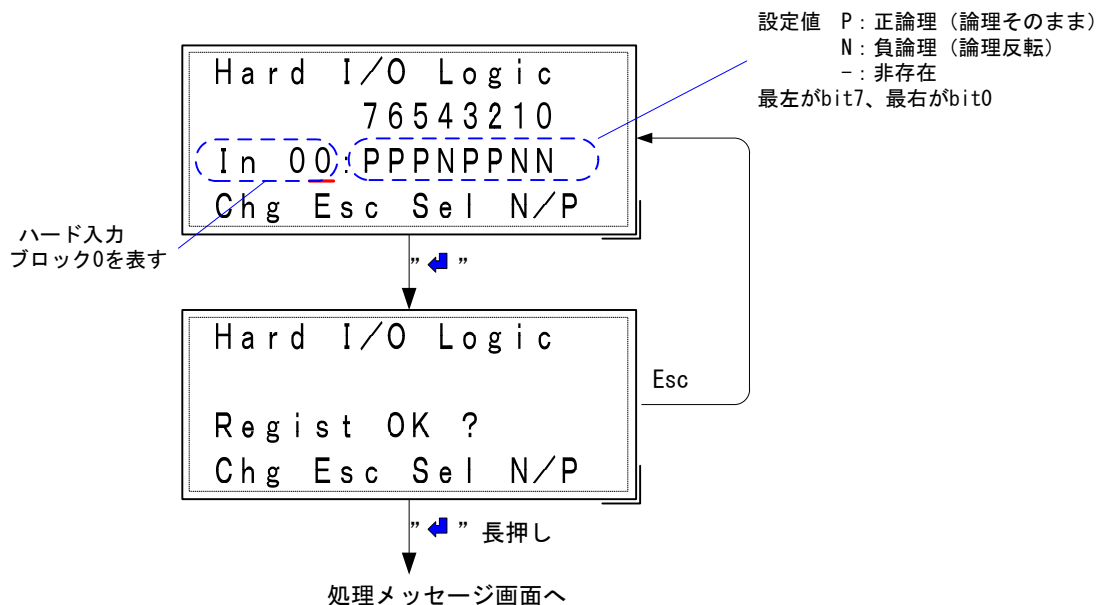 設定値 P：正論理（論理そのまま）
N：負論理（論理反転）
－：非存在
最左がbit7、最右がbit0
Hard I/O Logic
76543210
In 00:PPPNPPNN
Chg Esc Sel N/P
ハード入力
ブロック0を表す
” ”
Hard I/O Logic
Regist OK ?
Chg Esc Sel N/P
Esc
” ” 長押し
処理メッセージ画面へ